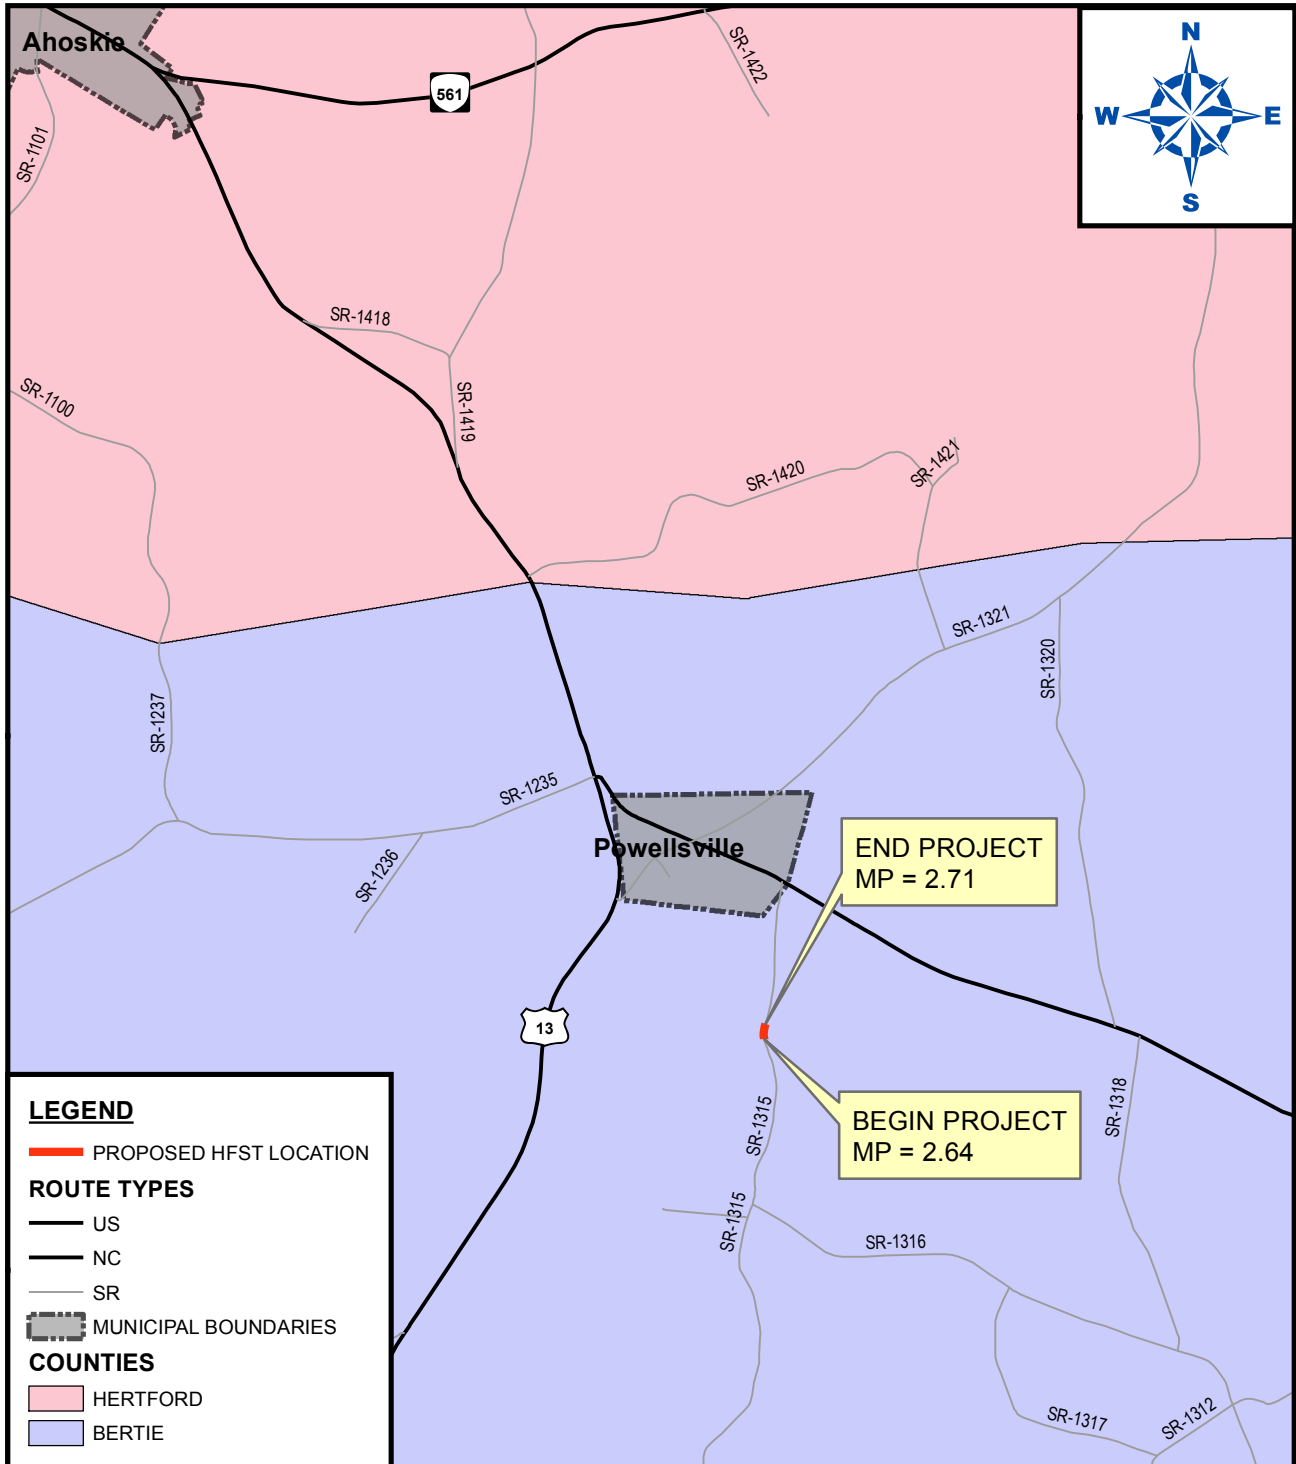 Ahoskie
561
SR-1422
N
W
E
S
SR-1101
SR-1418
SR-1100
SR-1419
SR-1420
SR-1421
SR-1321
SR-1320
SR-1237
SR-1235
SR-1236
Powellsville
END PROJECT
MP = 2.71
13
BEGIN PROJECT
MP = 2.64
SR-1315
SR-1318
SR-1315
SR-1316
SR-1317
SR-1312
LEGEND
PROPOSED HFST LOCATION
ROUTE TYPES
US
NC
SR
MUNICIPAL BOUNDARIES
COUNTIES
HERTFORD
BERTIE